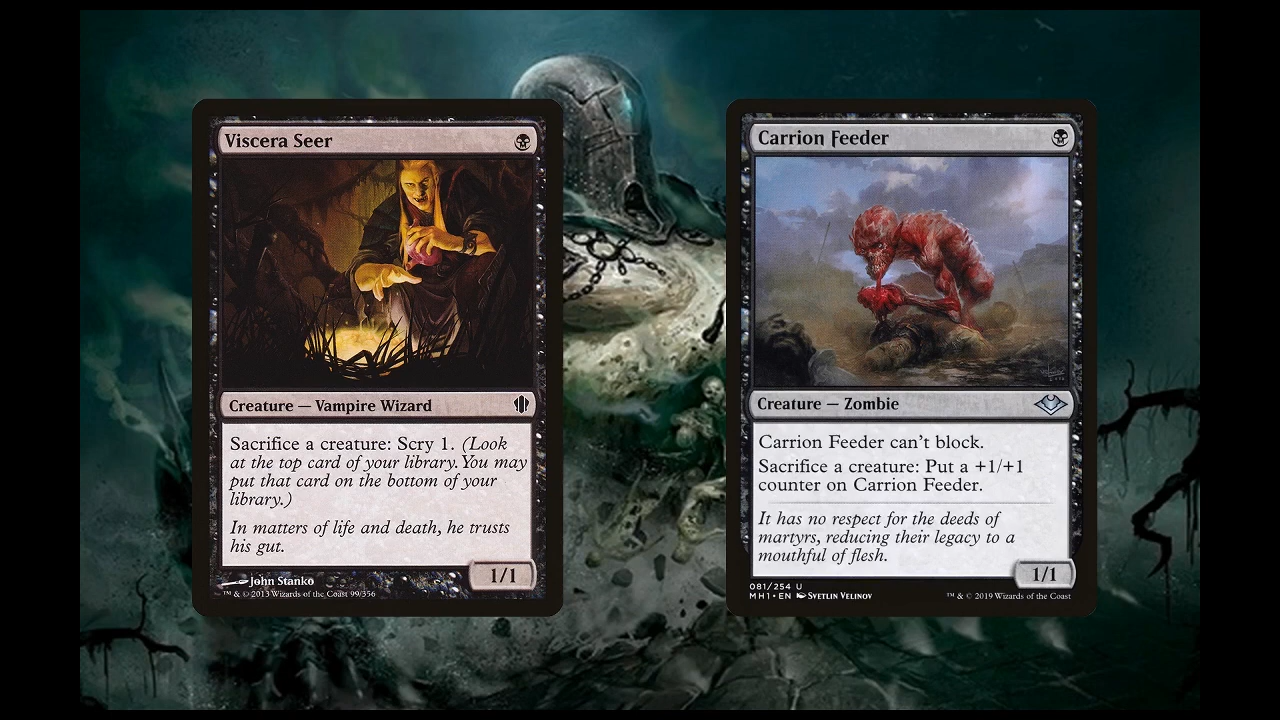 Viscera Seer
Creature — Vampire Wizard
Sacrifice a creature: Scry 1. (Look
at the top card of your library. You may
put that card on the bottom of your
library.)
In matters of life and death, he trusts
his gut.
1/1
John Stanko
™ & © 2013 Wizards of the Coast 99/356
Carrion Feeder
Creature — Zombie
Carrion Feeder can't block.
Sacrifice a creature: Put a +1/+1
counter on Carrion Feeder.
It has no respect for the deeds of
martyrs, reducing their legacy to a
mouthful of flesh.
1/1
081/254 U
MH1 • EN Svetlin Velinov
™ & © 2019 Wizards of the Coast